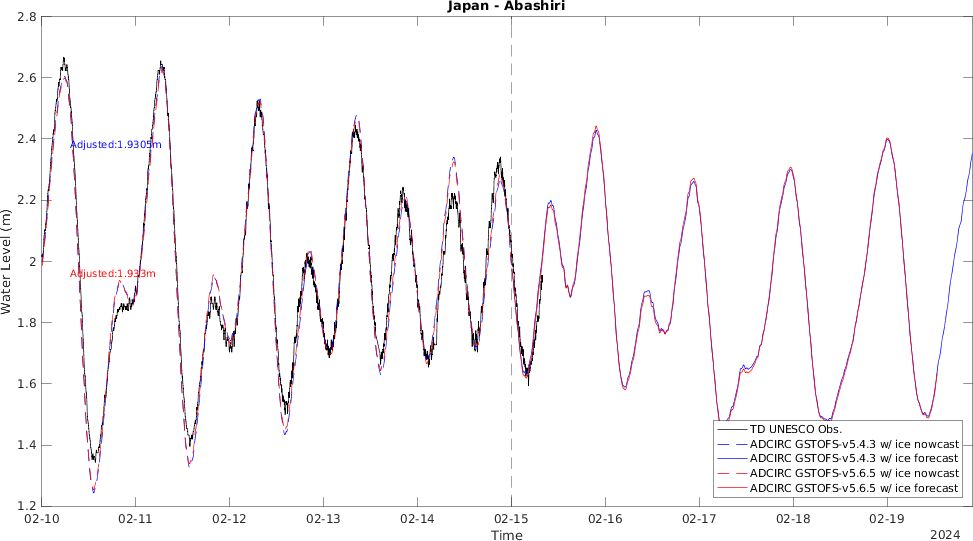 Japan - Abashiri
Water Level (m)
2.8
2.6
2.4
2.2
2
1.8
1.6
1.4
1.2
Adjusted:1.9305m
Adjusted:1.933m
TD UNESCO Obs.
ADCIRC GSTOFS-v5.4.3 w/ ice nowcast
ADCIRC GSTOFS-v5.4.3 w/ ice forecast
ADCIRC GSTOFS-v5.6.5 w/ ice nowcast
ADCIRC GSTOFS-v5.6.5 w/ ice forecast
02-10 02-11 02-12 02-13 02-14 02-15 02-16 02-17 02-18 02-19
Time
2024